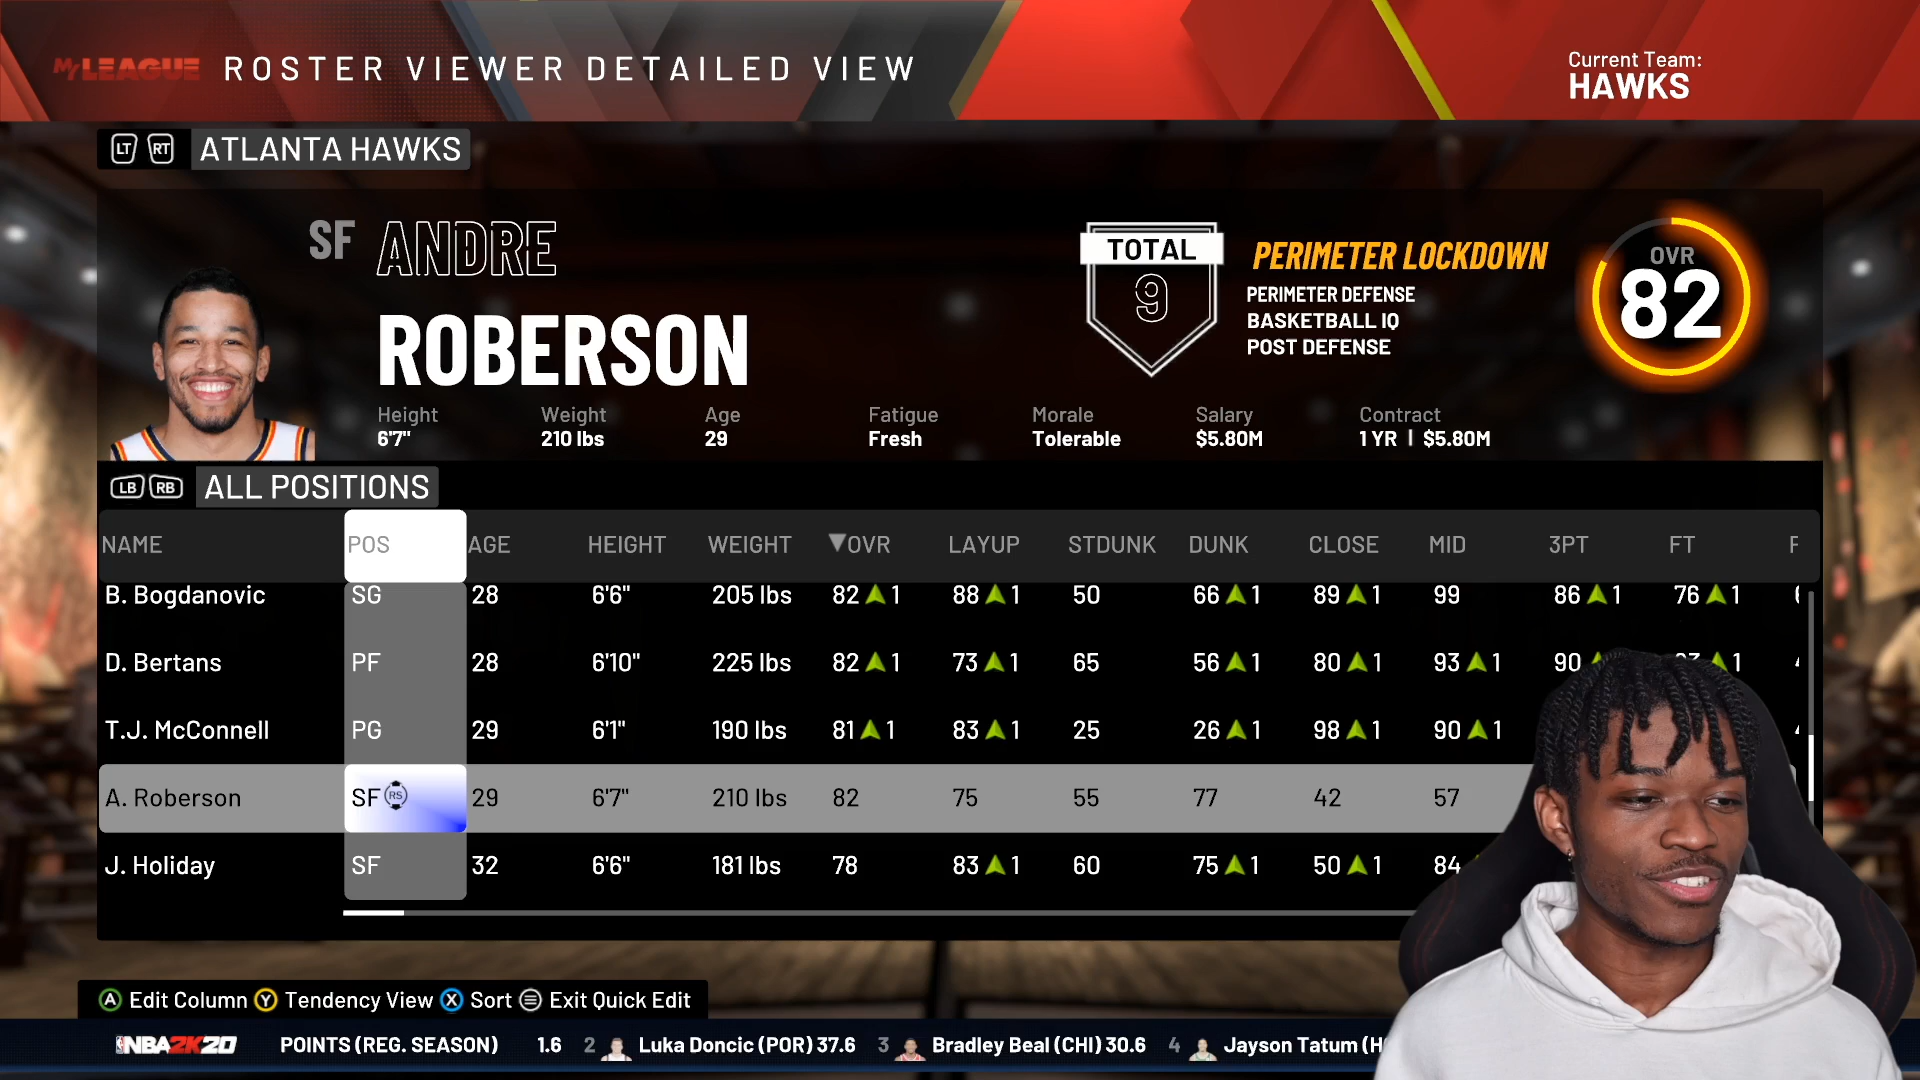 MyLEAGUE ROSTER VIEWER DETAILED VIEW
Current Team:
HAWKS
LT RT ATLANTA HAWKS
SF ANDRE
ROBERSON
TOTAL
9
PERIMETER LOCKDOWN
PERIMETER DEFENSE
BASKETBALL IQ
POST DEFENSE
OVR
82
Height Weight Age Fatigue Morale Salary Contract
6'7" 210 lbs 29 Fresh Tolerable $5.80M 1 YR | $5.80M
LB RB ALL POSITIONS
NAME POS AGE HEIGHT WEIGHT ▼OVR LAYUP STDUNK DUNK CLOSE MID 3PT FT
B. Bogdanovic SG 28 6'6" 205 lbs 82 ▲1 88 ▲1 50 66 ▲1 89 ▲1 99 86 ▲1 76 ▲1
D. Bertans PF 28 6'10" 225 lbs 82 ▲1 73 ▲1 65 56 ▲1 80 ▲1 93 ▲1 90 ▲1
T.J. McConnell PG 29 6'1" 190 lbs 81 ▲1 83 ▲1 25 26 ▲1 98 ▲1 90 ▲1
A. Roberson SF RS 29 6'7" 210 lbs 82 75 55 77 42 57
J. Holiday SF 32 6'6" 181 lbs 78 83 ▲1 60 75 ▲1 50 ▲1 84
A Edit Column Y Tendency View X Sort Exit Quick Edit
NBA 2K20 POINTS (REG. SEASON) 1.6 2 Luka Doncic (POR) 37.6 3 Bradley Beal (CHI) 30.6 4 Jayson Tatum